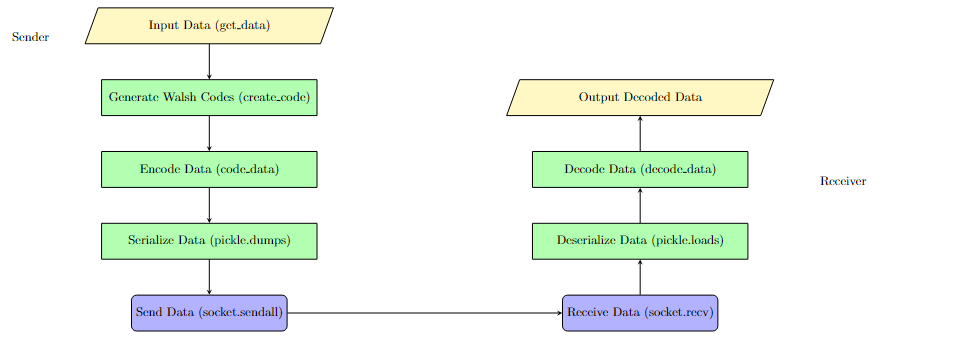 Sender
Input Data (get_data)
Generate Walsh Codes (create_code)
Encode Data (code_data)
Serialize Data (pickle.dumps)
Send Data (socket.sendall)
Receive Data (socket.recv)
Deserialize Data (pickle.loads)
Decode Data (decode_data)
Output Decoded Data
Receiver